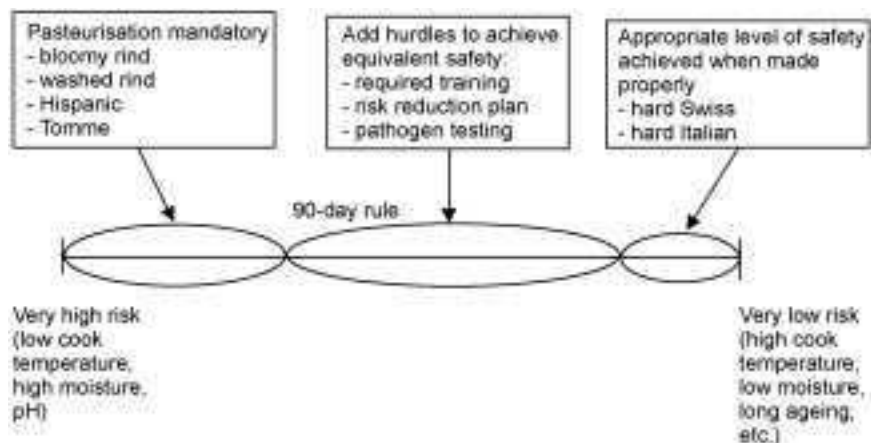 Pasteurisation mandatory
- bloomy rind
- washed rind
- Hispanic
- Tomme
Add hurdles to achieve
equivalent safety:
- required training
- risk reduction plan
- pathogen testing
Appropriate level of safety
achieved when made
properly
- hard Swiss
- hard Italian
90-day rule
Very high risk
(low cook
temperature,
high moisture,
pH)
Very low risk
(high cook
temperature,
low moisture,
long ageing,
etc.)